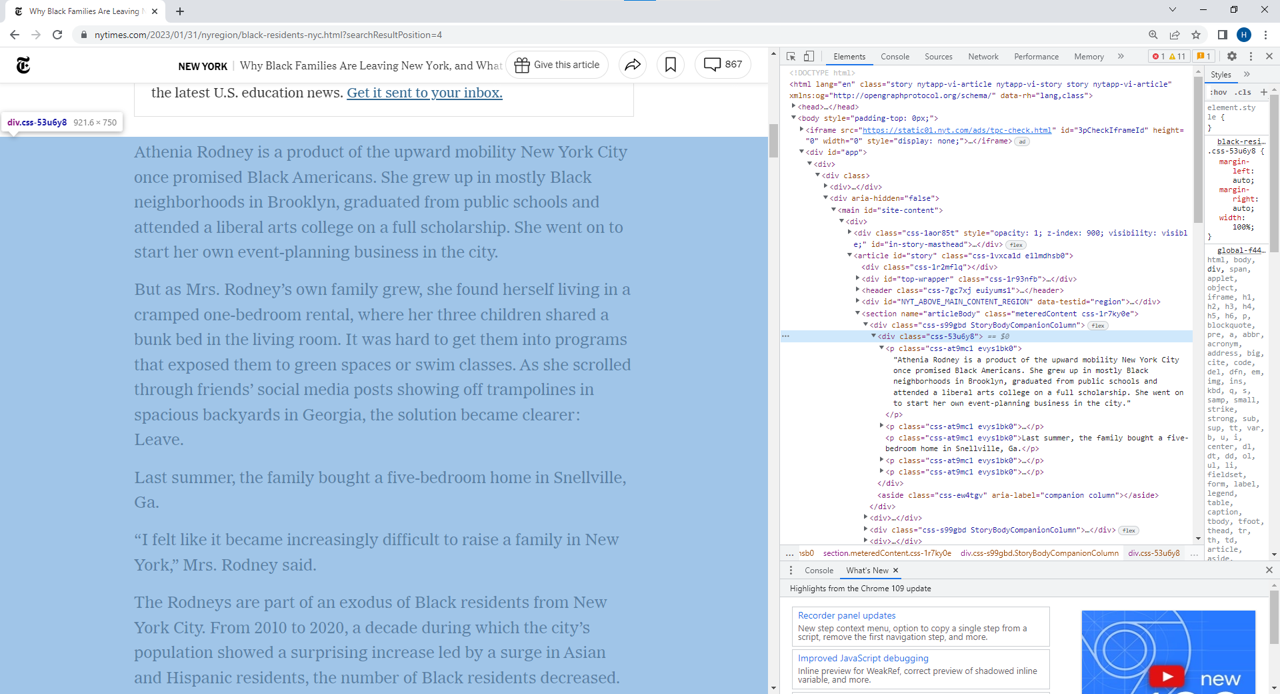 Why Black Families Are Leaving N
nytimes.com/2023/01/31/nyregion/black-residents-nyc.html?searchResultPosition=4
H
NEW YORK | Why Black Families Are Leaving New York, and What
Give this article
867
the latest U.S. education news. Get it sent to your inbox.
div.css-53u6y8 921.6 × 750
Athenia Rodney is a product of the upward mobility New York City
once promised Black Americans. She grew up in mostly Black
neighborhoods in Brooklyn, graduated from public schools and
attended a liberal arts college on a full scholarship. She went on to
start her own event-planning business in the city.
But as Mrs. Rodney’s own family grew, she found herself living in a
cramped one-bedroom rental, where her three children shared a
bunk bed in the living room. It was hard to get them into programs
that exposed them to green spaces or swim classes. As she scrolled
through friends’ social media posts showing off trampolines in
spacious backyards in Georgia, the solution became clearer:
Leave.
Last summer, the family bought a five-bedroom home in Snellville,
Ga.
“I felt like it became increasingly difficult to raise a family in New
York,” Mrs. Rodney said.
The Rodneys are part of an exodus of Black residents from New
York City. From 2010 to 2020, a decade during which the city’s
population showed a surprising increase led by a surge in Asian
and Hispanic residents, the number of Black residents decreased.
Elements Console Sources Network Performance Memory » 1 11 1
<!DOCTYPE html>
<html lang="en" class="story nytapp-vi-article nytapp-vi-story story nytapp-vi-article"
xmlns:og="http://opengraphprotocol.org/schema/" data-rh="lang,class">
<head>…</head>
<body style="padding-top: 0px;">
<iframe src="https://static01.nyt.com/ads/tpc-check.html" id="3pCheckIframeId" height=
"0" width="0" style="display: none;">…</iframe> ad
<div id="app">
<div>
<div class>
<div>…</div>
<div aria-hidden="false">
<main id="site-content">
<div>
<div class="css-1aor85t" style="opacity: 1; z-index: 900; visibility: visibl
e;" id="in-story-masthead">…</div> flex
<article id="story" class="css-1vxca1d e1lmdhsb0">
<div class="css-1r2mflq"></div>
<div id="top-wrapper" class="css-1r93nfb">…</div>
<header class="css-7gc7xj euiyums1">…</header>
<div id="NYT_ABOVE_MAIN_CONTENT_REGION" data-testid="region">…</div>
<section name="articleBody" class="meteredContent css-1r7ky0e">
<div class="css-s99gbd StoryBodyCompanionColumn"> flex
… <div class="css-53u6y8"> == $0
<p class="css-at9mc1 evys1bk0">
"Athenia Rodney is a product of the upward mobility New York City
once promised Black Americans. She grew up in mostly Black
neighborhoods in Brooklyn, graduated from public schools and
attended a liberal arts college on a full scholarship. She went on
to start her own event-planning business in the city."
</p>
<p class="css-at9mc1 evys1bk0">…</p>
<p class="css-at9mc1 evys1bk0">Last summer, the family bought a five-
bedroom home in Snellville, Ga.</p>
<p class="css-at9mc1 evys1bk0">…</p>
<p class="css-at9mc1 evys1bk0">…</p>
</div>
<aside class="css-ew4tgv" aria-label="companion column"></aside>
</div>
<div>…</div>
<div class="css-s99gbd StoryBodyCompanionColumn">…</div> flex
<div>…</div>
… hsb0 section.meteredContent.css-1r7ky0e div.css-s99gbd.StoryBodyCompanionColumn div.css-53u6y8 …
Styles »
:hov .cls +
element.sty
le {
}
black-resi…
.css-53u6y8 {
margin-
left:
auto;
margin-
right:
auto;
width:
100%;
}
global-f44…
html, body,
div, span,
applet,
object,
iframe, h1,
h2, h3, h4,
h5, h6, p,
blockquote,
pre, a, abbr,
acronym,
address, big,
cite, code,
del, dfn, em,
img, ins,
kbd, q, s,
samp, small,
strike,
strong, sub,
sup, tt, var,
b, u, i,
center, dl,
dt, dd, ol,
ul, li,
fieldset,
form, label,
legend,
table,
caption,
tbody, tfoot,
thead, tr,
th, td,
article,
aside,
Console What's New
Highlights from the Chrome 109 update
Recorder panel updates
New step context menu, option to copy a single step from a
script, remove the first navigation step, and more.
Improved JavaScript debugging
Inline preview for WeakRef, correct preview of shadowed inline
variable, and more.
new